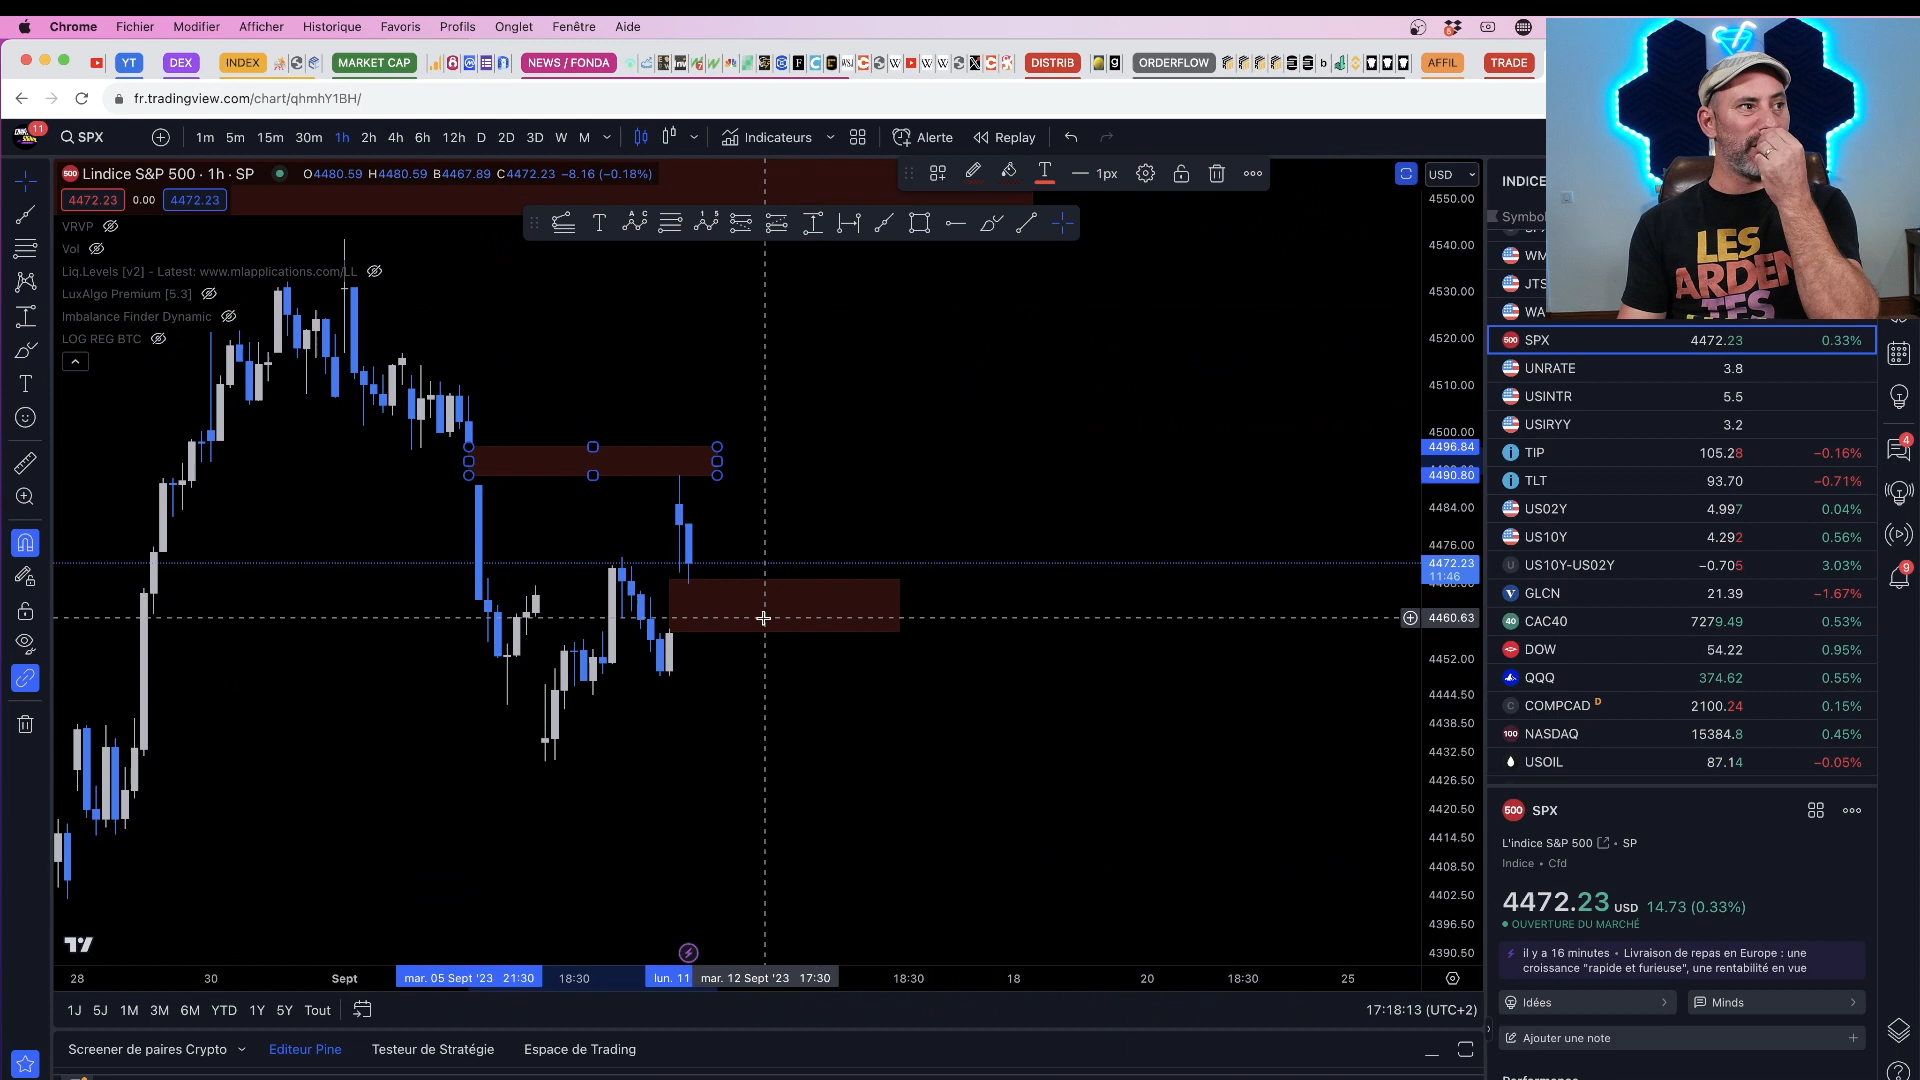 Chrome Fichier Modifier Afficher Historique Favoris Profils Onglet Fenêtre Aide
YT DEX INDEX MARKET CAP NEWS / FONDA DISTRIB ORDERFLOW AFFIL TRADE
fr.tradingview.com/chart/qhmhY1BH/
11 SPX 1m 5m 15m 30m 1h 2h 4h 6h 12h D 2D 3D W M Indicateurs Alerte Replay
500 Lindice S&P 500 · 1h · SP O4480.59 H4480.59 B4467.89 C4472.23 −8.16 (−0.18%)
1px
USD
4472.23 0.00 4472.23
VRVP
Vol
Liq.Levels [v2] - Latest: www.mlapplications.com/LL
LuxAlgo Premium [5.3]
Imbalance Finder Dynamic
LOG REG BTC
4550.00
4540.00
4530.00
4520.00
4510.00
4500.00
4496.84
4490.80
4484.00
4476.00
4472.23
11:46
4460.63
4452.00
4444.50
4438.50
4432.50
4426.50
4420.50
4414.50
4408.50
4402.50
4396.50
4390.50
28 30 Sept mar. 05 Sept '23 21:30 18:30 lun. 11 mar. 12 Sept '23 17:30 18:30 18 20 18:30 25
1J 5J 1M 3M 6M YTD 1Y 5Y Tout
17:18:13 (UTC+2)
Screener de paires Crypto Editeur Pine Testeur de Stratégie Espace de Trading
LES
ARDEN
TES
INDICE
Symbol
WM
JTS
WA
500 SPX 4472.23 0.33%
UNRATE 3.8
USINTR 5.5
USIRYY 3.2
TIP 105.28 −0.16%
TLT 93.70 −0.71%
US02Y 4.997 0.04%
US10Y 4.292 0.56%
US10Y-US02Y −0.705 3.03%
GLCN 21.39 −1.67%
40 CAC40 7279.49 0.53%
DOW 54.22 0.95%
QQQ 374.62 0.55%
COMPCAD D 2100.24 0.15%
100 NASDAQ 15384.8 0.45%
USOIL 87.14 −0.05%
4
9
500 SPX
L'indice S&P 500 • SP
Indice • Cfd
4472.23 USD 14.73 (0.33%)
OUVERTURE DU MARCHÉ
il y a 16 minutes • Livraison de repas en Europe : une
croissance "rapide et furieuse", une rentabilité en vue
Idées Minds
Ajouter une note